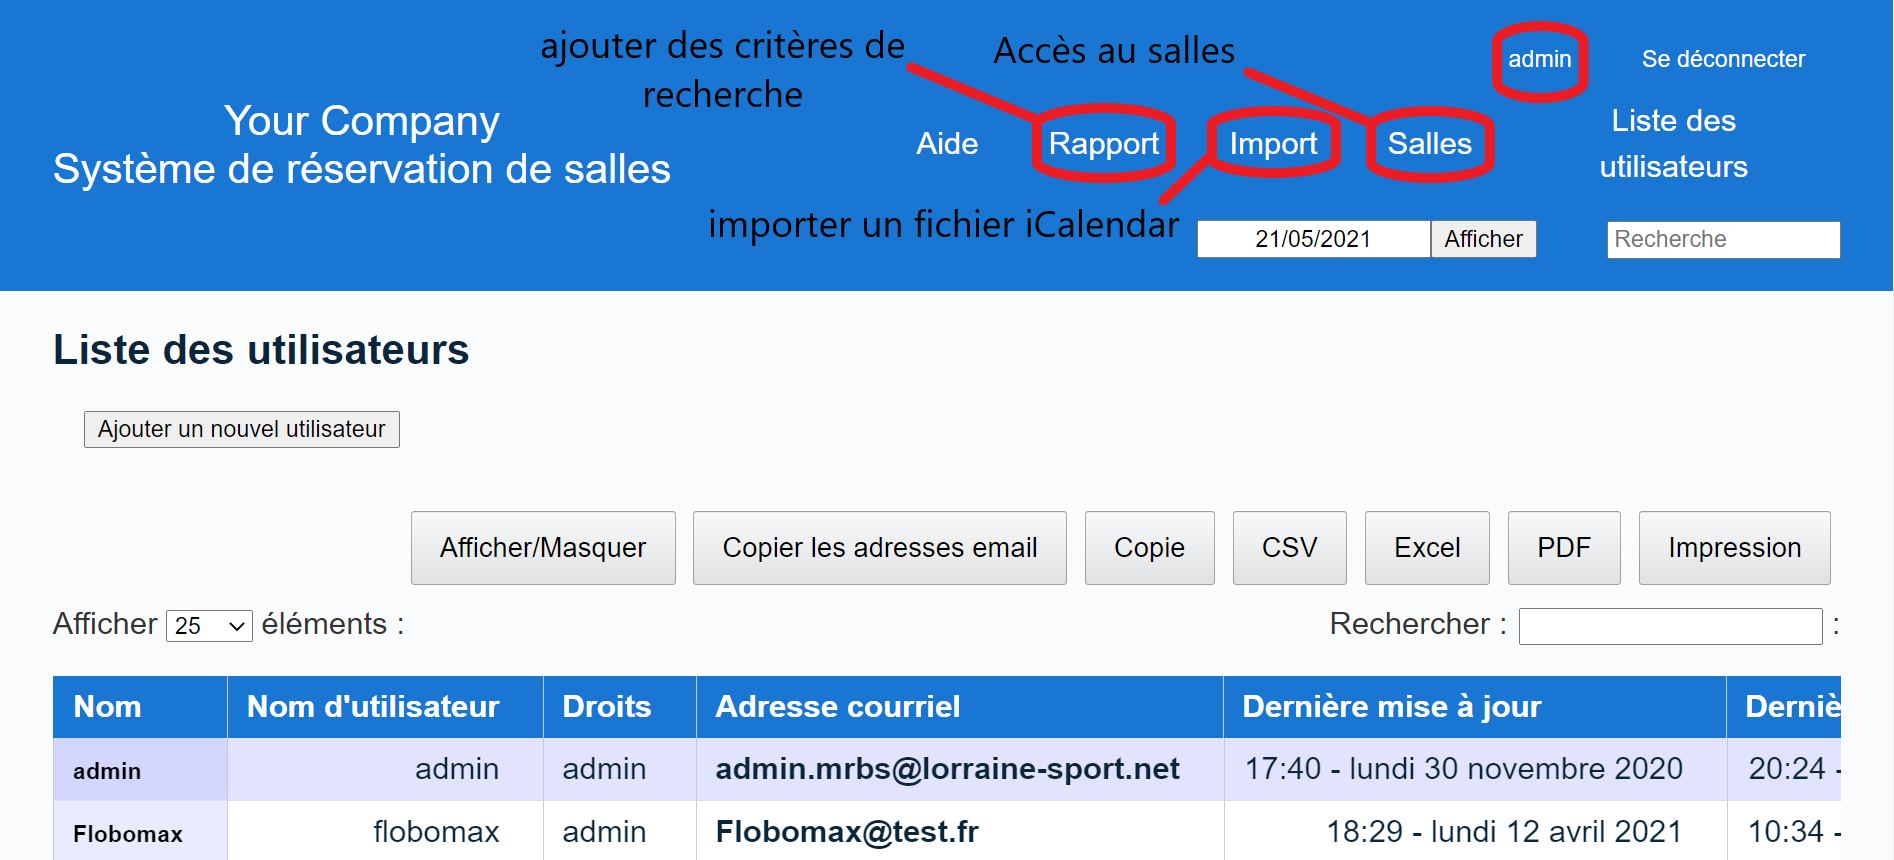 ajouter des critères de
recherche
Accès au salles
admin
Se déconnecter
Your Company
Système de réservation de salles
Aide
Rapport
Import
Salles
Liste des
utilisateurs
importer un fichier iCalendar
21/05/2021
Afficher
Recherche
Liste des utilisateurs
Ajouter un nouvel utilisateur
Afficher/Masquer
Copier les adresses email
Copie
CSV
Excel
PDF
Impression
Afficher 25 éléments :
Rechercher : :
Nom Nom d'utilisateur Droits Adresse courriel Dernière mise à jour Derniè
admin admin admin admin.mrbs@lorraine-sport.net 17:40 - lundi 30 novembre 2020 20:24 -
Flobomax flobomax admin Flobomax@test.fr 18:29 - lundi 12 avril 2021 10:34 -